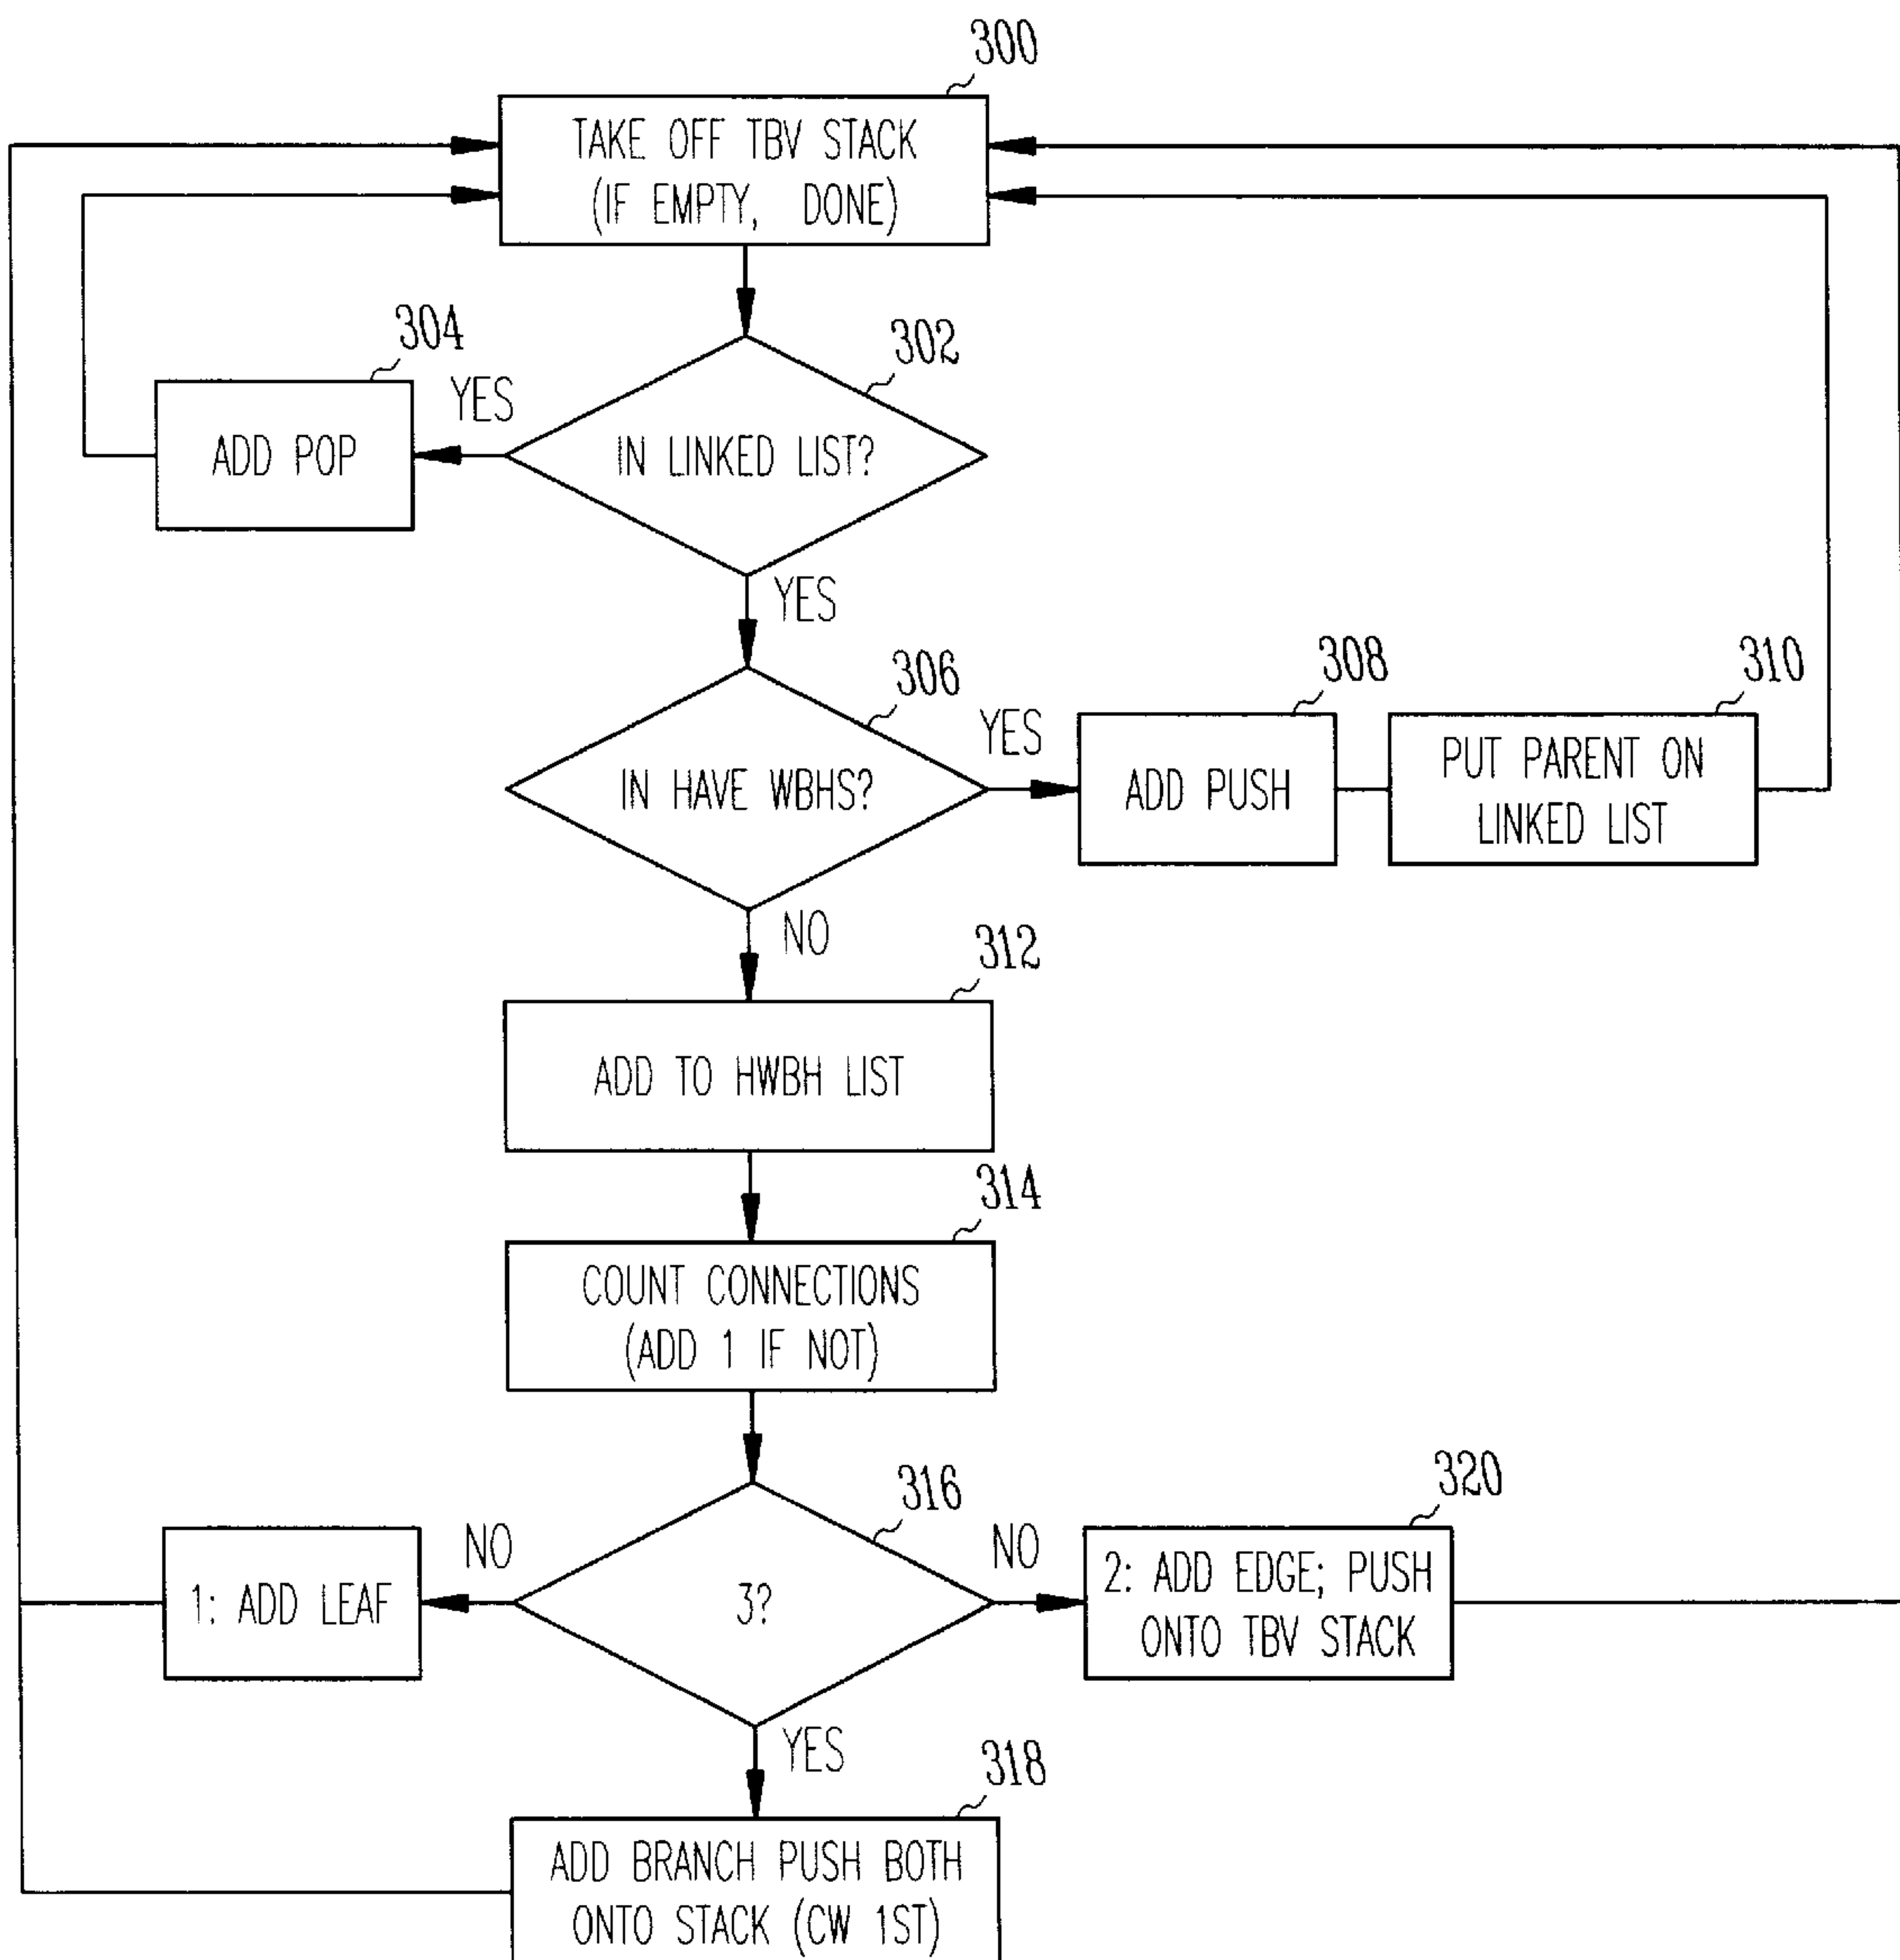 300
TAKE OFF TBV STACK
(IF EMPTY, DONE)
304
302
YES
ADD POP
IN LINKED LIST?
YES
306
308
310
YES
IN HAVE WBHS?
ADD PUSH
PUT PARENT ON
LINKED LIST
NO
312
ADD TO HWBH LIST
314
COUNT CONNECTIONS
(ADD 1 IF NOT)
316
320
NO
NO
1: ADD LEAF
3?
2: ADD EDGE; PUSH
ONTO TBV STACK
YES
318
ADD BRANCH PUSH BOTH
ONTO STACK (CW 1ST)